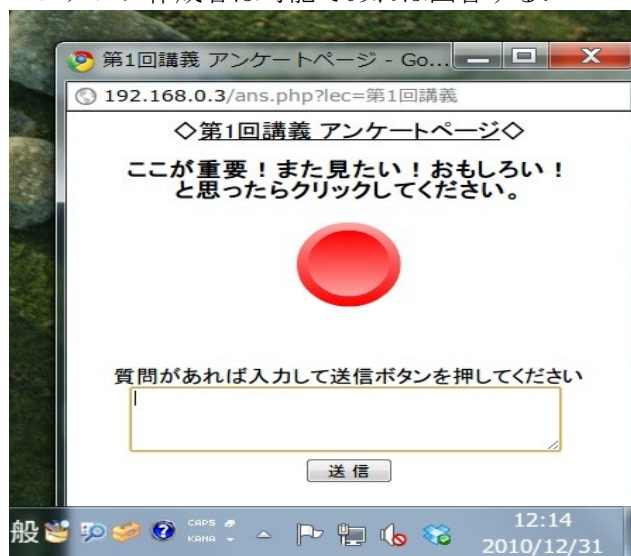 第1回講義 アンケートページ - Go...
192.168.0.3/ans.php?lec=第1回講義
◇第1回講義 アンケートページ◇
ここが重要！また見たい！おもしろい！
と思ったらクリックしてください。
質問があれば入力して送信ボタンを押してください
送信
般
CAPS
KANA
12:14
2010/12/31